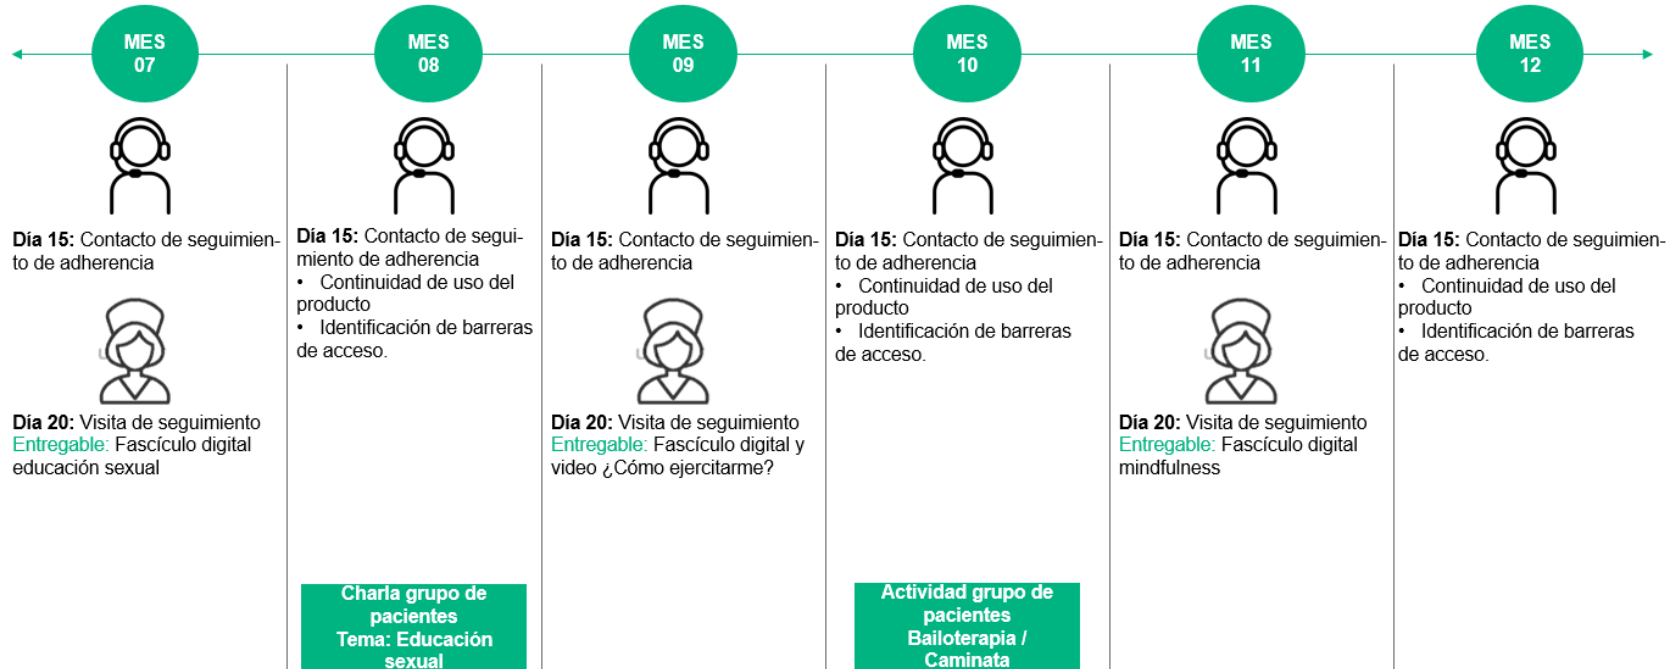 MES
07
MES
08
MES
09
MES
10
MES
11
MES
12
Día 15: Contacto de seguimien-
to de adherencia
Día 20: Visita de seguimiento
Entregable: Fascículo digital
educación sexual
Día 15: Contacto de segui-
miento de adherencia
• Continuidad de uso del
producto
• Identificación de barreras
de acceso.
Charla grupo de
pacientes
Tema: Educación
sexual
Día 15: Contacto de seguimien-
to de adherencia
Día 20: Visita de seguimiento
Entregable: Fascículo digital y
video ¿Cómo ejercitarme?
Día 15: Contacto de seguimien-
to de adherencia
• Continuidad de uso del
producto
• Identificación de barreras
de acceso.
Actividad grupo de
pacientes
Bailoterapia /
Caminata
Día 15: Contacto de seguimien-
to de adherencia
Día 20: Visita de seguimiento
Entregable: Fascículo digital
mindfulness
Día 15: Contacto de seguimien-
to de adherencia
• Continuidad de uso del
producto
• Identificación de barreras
de acceso.